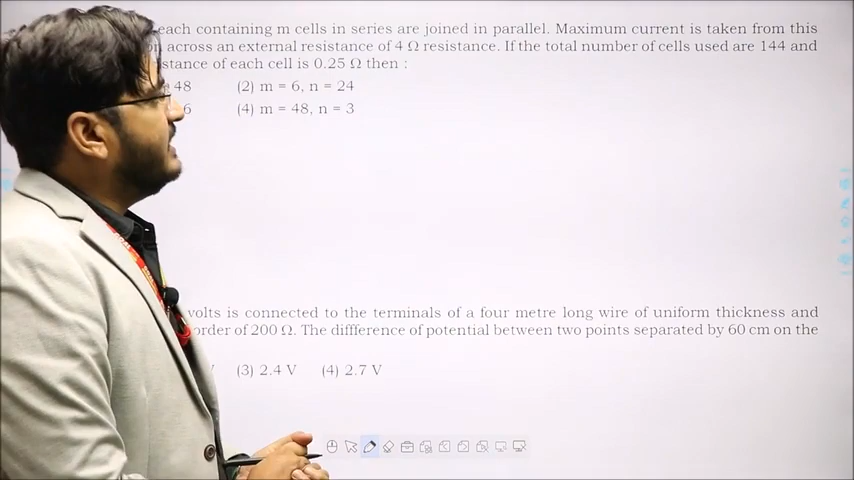 each containing m cells in series are joined in parallel. Maximum current is taken from this
across an external resistance of 4 Ω resistance. If the total number of cells used are 144 and
stance of each cell is 0.25 Ω then :
48 (2) m = 6, n = 24
6 (4) m = 48, n = 3
volts is connected to the terminals of a four metre long wire of uniform thickness and
order of 200 Ω. The difference of potential between two points separated by 60 cm on the
V (3) 2.4 V (4) 2.7 V